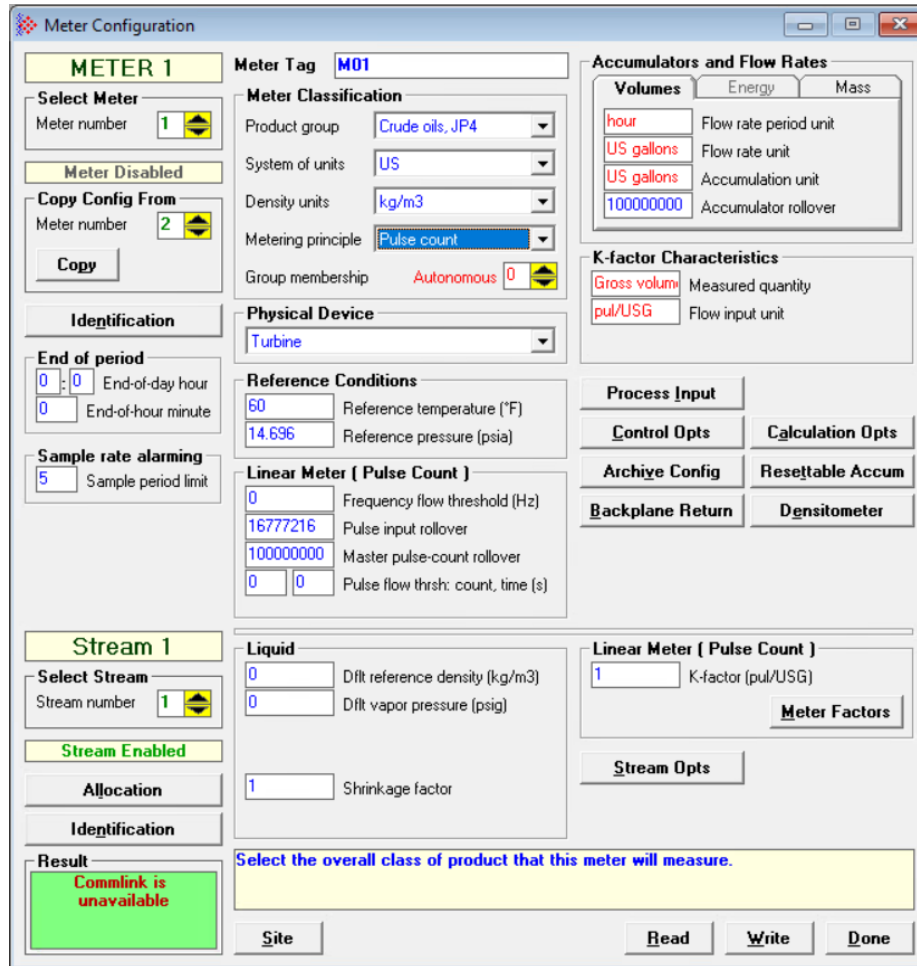 Meter Configuration
METER 1
Select Meter
Meter number 1
Meter Disabled
Copy Config From
Meter number 2
Copy
Identification
End of period
0 : 0 End-of-day hour
0 End-of-hour minute
Sample rate alarming
5 Sample period limit
Meter Tag M01
Meter Classification
Product group Crude oils, JP4
System of units US
Density units kg/m3
Metering principle Pulse count
Group membership Autonomous 0
Physical Device
Turbine
Reference Conditions
60 Reference temperature (°F)
14.696 Reference pressure (psia)
Linear Meter ( Pulse Count )
0 Frequency flow threshold (Hz)
16777216 Pulse input rollover
100000000 Master pulse-count rollover
0 0 Pulse flow thrsh: count, time (s)
Accumulators and Flow Rates
Volumes Energy Mass
hour Flow rate period unit
US gallons Flow rate unit
US gallons Accumulation unit
100000000 Accumulator rollover
K-factor Characteristics
Gross volum Measured quantity
pul/USG Flow input unit
Process Input
Control Opts Calculation Opts
Archive Config Resettable Accum
Backplane Return Densitometer
Stream 1
Select Stream
Stream number 1
Stream Enabled
Allocation
Identification
Result
Commlink is
unavailable
Liquid
0 Dflt reference density (kg/m3)
0 Dflt vapor pressure (psig)
1 Shrinkage factor
Linear Meter ( Pulse Count )
1 K-factor (pul/USG)
Meter Factors
Stream Opts
Select the overall class of product that this meter will measure.
Site Read Write Done